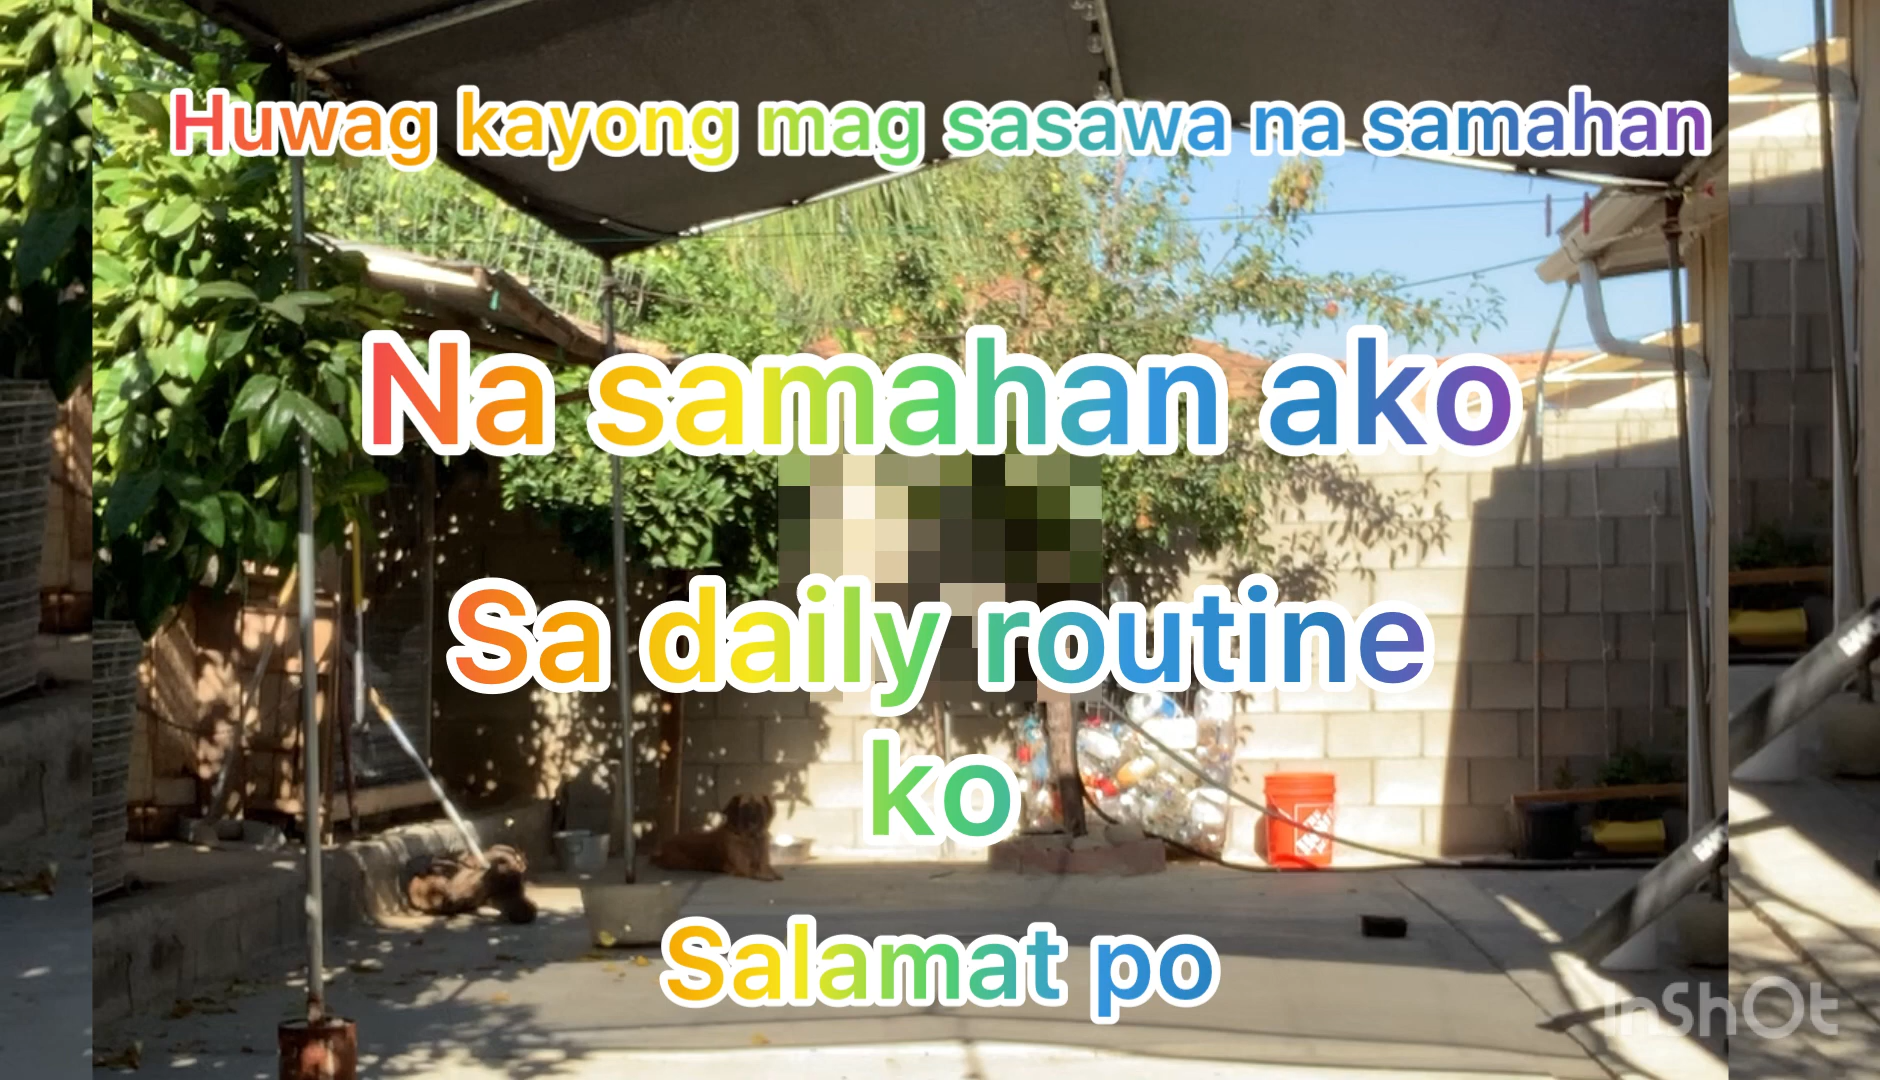 Huwag kayong mag sasawa na samahan
Na samahan ako
Sa daily routine
ko
Salamat po
InShOt